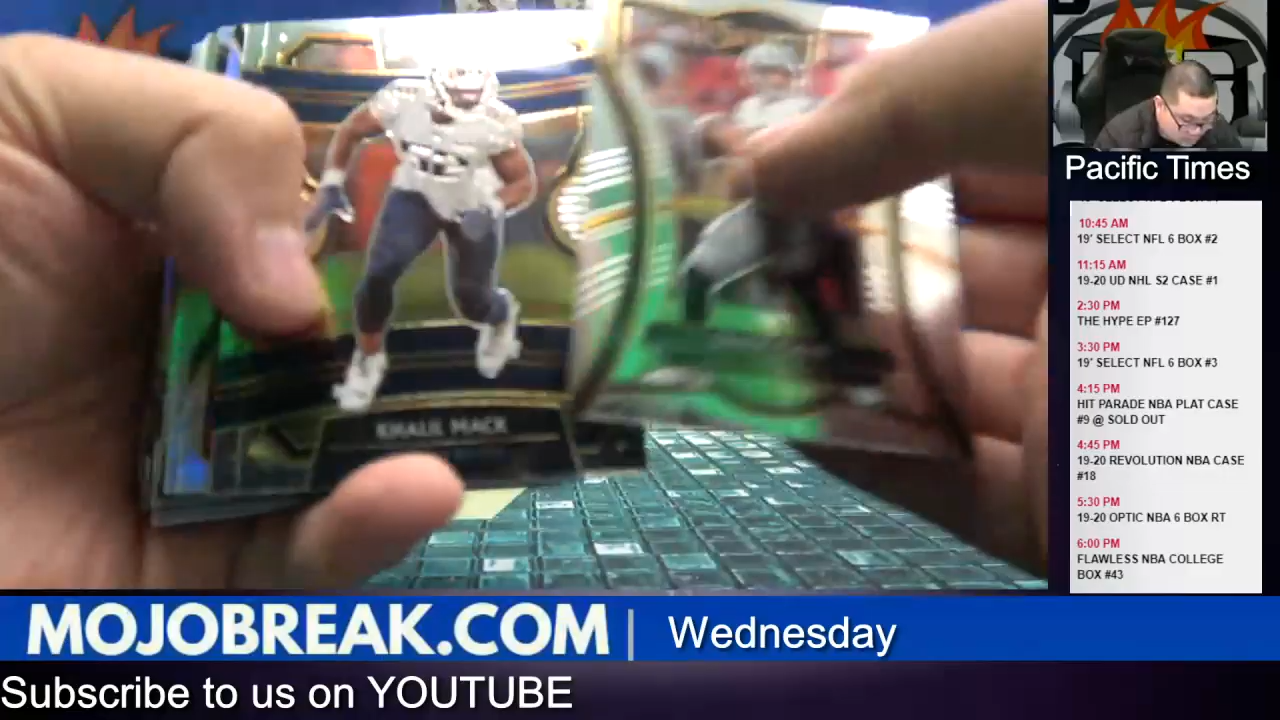 Pacific Times
10:45 AM
19' SELECT NFL 6 BOX #2
11:15 AM
19-20 UD NHL S2 CASE #1
2:30 PM
THE HYPE EP #127
3:30 PM
19' SELECT NFL 6 BOX #3
4:15 PM
HIT PARADE NBA PLAT CASE
#9 @ SOLD OUT
4:45 PM
19-20 REVOLUTION NBA CASE
#18
5:30 PM
19-20 OPTIC NBA 6 BOX RT
6:00 PM
FLAWLESS NBA COLLEGE
BOX #43
KHALIL MACK
MOJOBREAK.COM | Wednesday
Subscribe to us on YOUTUBE